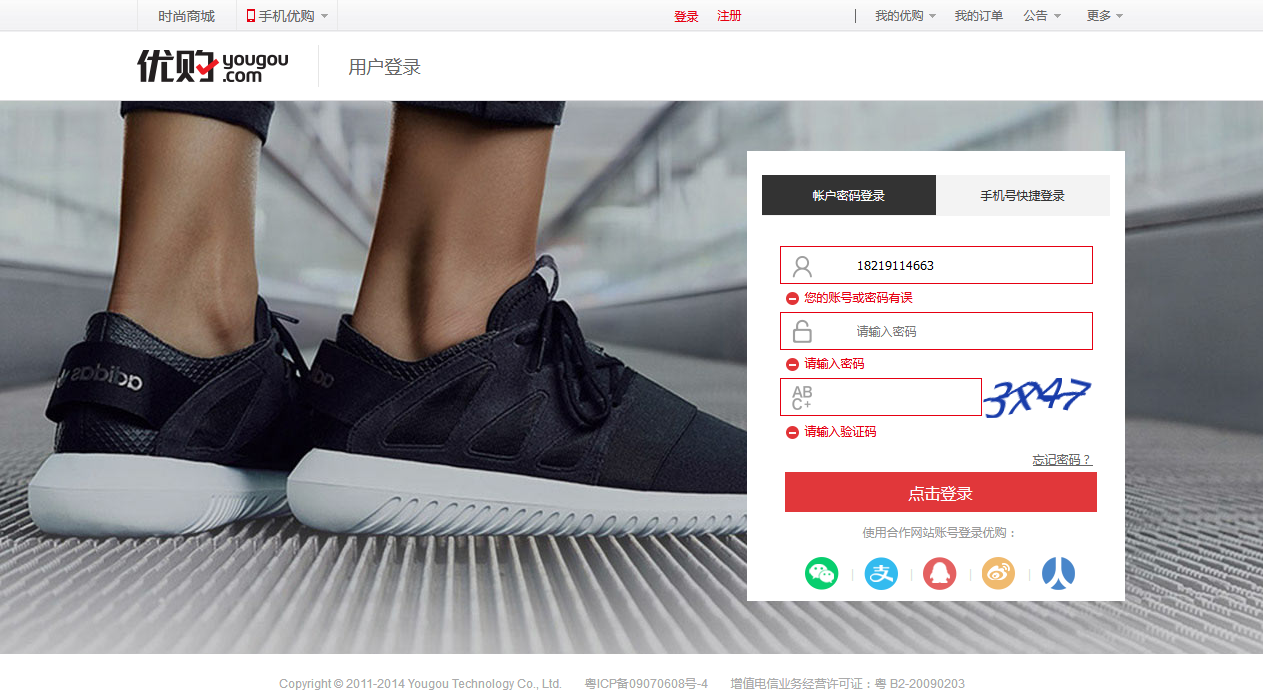 时尚商城 手机优购 登录 注册 | 我的优购 我的订单 公告 更多
优购 yougou .com 用户登录
帐户密码登录 手机号快捷登录
18219114663
您的账号或密码有误
请输入密码
请输入密码
AB C+ 3X47
请输入验证码
忘记密码？
点击登录
使用合作网站账号登录优购：
支
adidas
Copyright © 2011-2014 Yougou Technology Co., Ltd. 粤ICP备09070608号-4 增值电信业务经营许可证：粤 B2-20090203